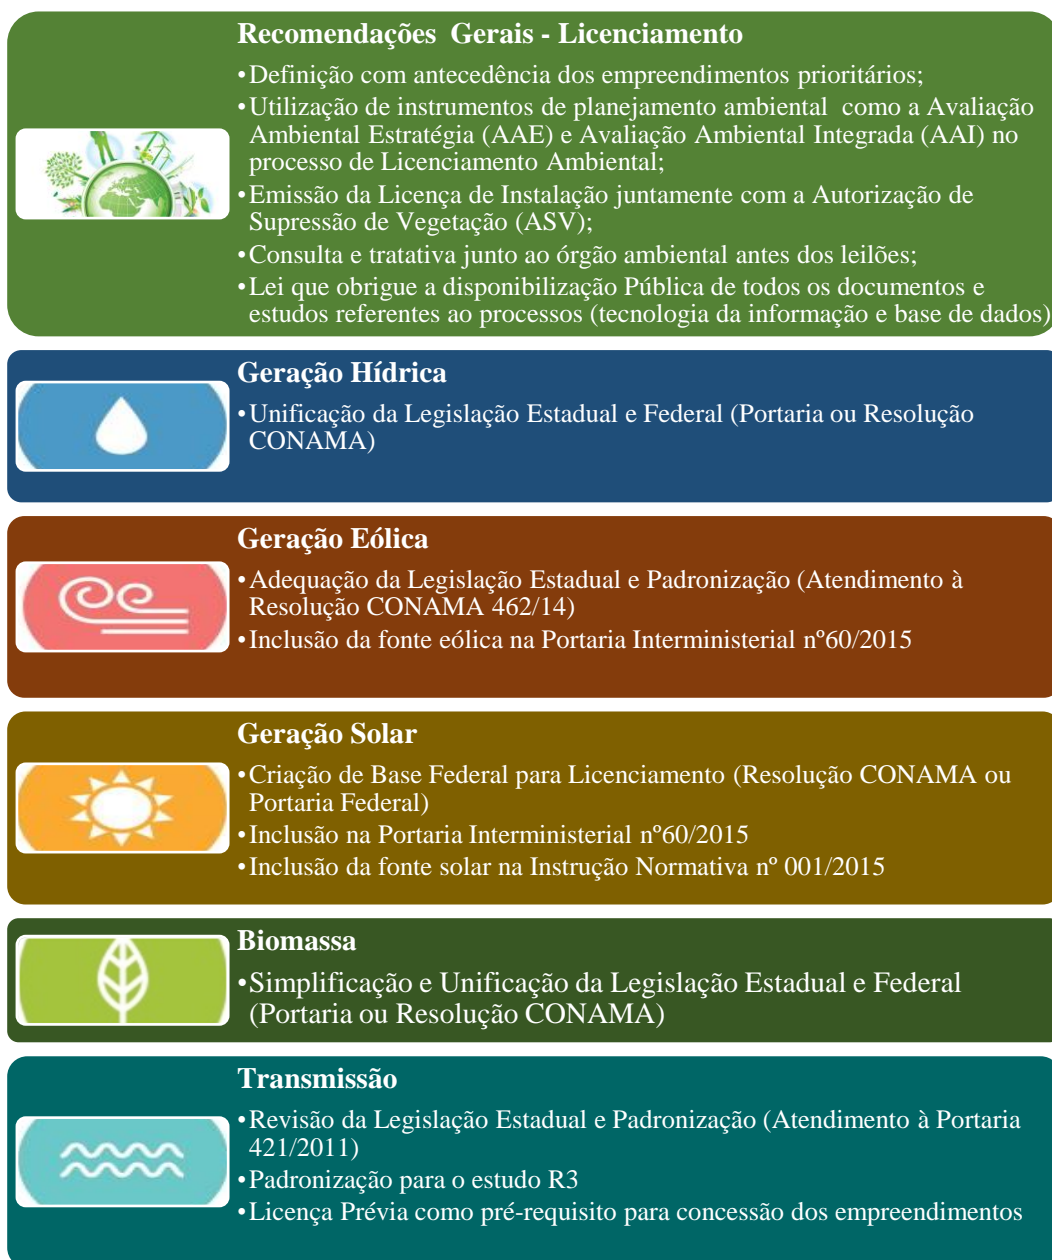 Recomendações  Gerais - Licenciamento
•Definição com antecedência dos empreendimentos prioritários;
•Utilização de instrumentos de planejamento ambiental  como a Avaliação
Ambiental Estratégia (AAE) e Avaliação Ambiental Integrada (AAI) no
processo de Licenciamento Ambiental;
•Emissão da Licença de Instalação juntamente com a Autorização de
Supressão de Vegetação (ASV);
•Consulta e tratativa junto ao órgão ambiental antes dos leilões;
•Lei que obrigue a disponibilização Pública de todos os documentos e
estudos referentes ao processos (tecnologia da informação e base de dados)
Geração Hídrica
•Unificação da Legislação Estadual e Federal (Portaria ou Resolução
CONAMA)
Geração Eólica
•Adequação da Legislação Estadual e Padronização (Atendimento à
Resolução CONAMA 462/14)
•Inclusão da fonte eólica na Portaria Interministerial nº60/2015
Geração Solar
•Criação de Base Federal para Licenciamento (Resolução CONAMA ou
Portaria Federal)
•Inclusão na Portaria Interministerial nº60/2015
•Inclusão da fonte solar na Instrução Normativa nº 001/2015
Biomassa
•Simplificação e Unificação da Legislação Estadual e Federal
(Portaria ou Resolução CONAMA)
Transmissão
•Revisão da Legislação Estadual e Padronização (Atendimento à Portaria
421/2011)
•Padronização para o estudo R3
•Licença Prévia como pré-requisito para concessão dos empreendimentos